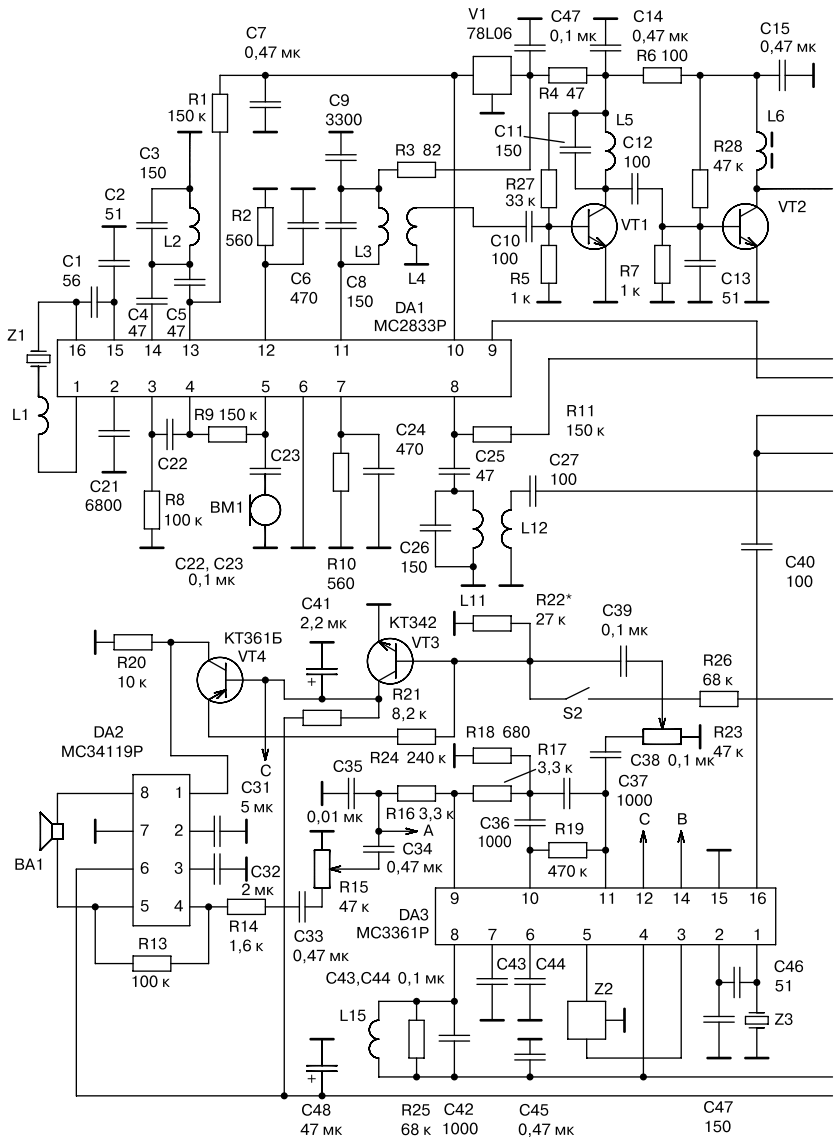 V1
78L06
C47
0,1 мк
C14
0,47 мк
C15
0,47 мк
C7
0,47 мк
R6 100
R4 47
R1
150 к
C9
3300
L5
L6
C3
150
R3 82
C11
150
C12
100
R28
47 к
C2
51
R2
560
R27
33 к
VT1
VT2
L2
L3
L4
C1
56
C6
470
C8
150
C10
100
R5
1 к
R7
1 к
C13
51
C4
47
C5
47
DA1
MC2833P
Z1
16
15
14
13
12
11
10
9
1
2
3
4
5
6
7
8
L1
R9 150 к
C24
470
R11
150 к
C22
C23
C25
47
C27
100
C21
6800
R8
100 к
BM1
C26
150
L12
C22, C23
0,1 мк
R10
560
C40
100
L11
C41
2,2 мк
КТ342
VT3
R22*
27 к
C39
0,1 мк
КТ361Б
VT4
R20
10 к
R26
68 к
R21
8,2 к
S2
DA2
MC34119P
R18 680
R23
47 к
R24 240 к
R17
3,3 к
C38 0,1 мк
C
C35
C37
1000
8
1
C31
5 мк
0,01 мк
R16 3,3 к
C36
1000
R19
C
B
7
2
A
C34
0,47 мк
BA1
6
3
C32
2 мк
470 к
R15
47 к
5
4
R14
1,6 к
DA3
MC3361P
9
10
11
12
14
15
16
C33
0,47 мк
8
7
6
5
4
3
2
1
R13
100 к
C43,C44 0,1 мк
C43
C44
C46
51
L15
Z2
Z3
C48
47 мк
R25
68 к
C42
1000
C45
0,47 мк
C47
150
+
+